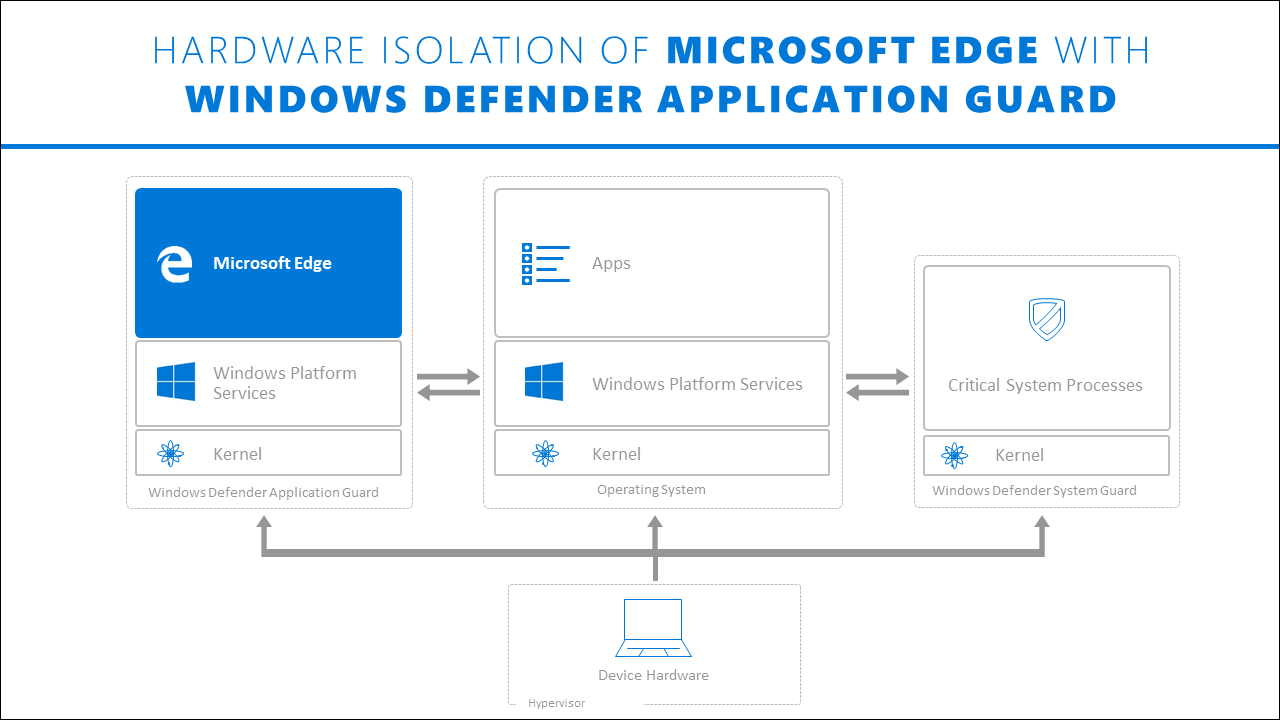 HARDWARE ISOLATION OF MICROSOFT EDGE WITH
WINDOWS DEFENDER APPLICATION GUARD
Microsoft Edge
Windows Platform
Services
Kernel
Windows Defender Application Guard
Apps
Windows Platform Services
Kernel
Operating System
Critical System Processes
Kernel
Windows Defender System Guard
Device Hardware
Hypervisor